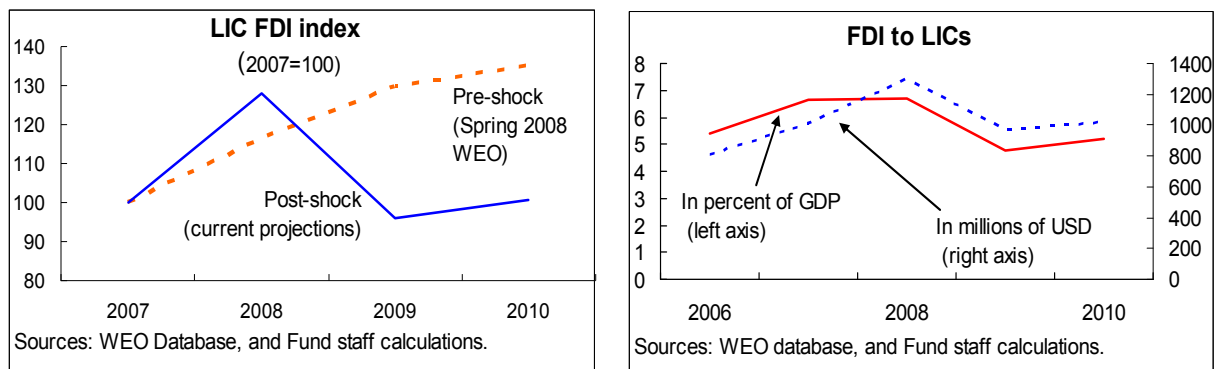 LIC FDI index
(2007=100)
140
130
120
110
100
90
80
Pre-shock
(Spring 2008
WEO)
Post-shock
(current projections)
2007 2008 2009 2010
Sources: WEO Database, and Fund staff calculations.
FDI to LICs
8
7
6
5
4
3
2
1
0
1400
1200
1000
800
600
400
200
0
In percent of GDP
(left axis)
In millions of USD
(right axis)
2006 2008 2010
Sources: WEO database, and Fund staff calculations.